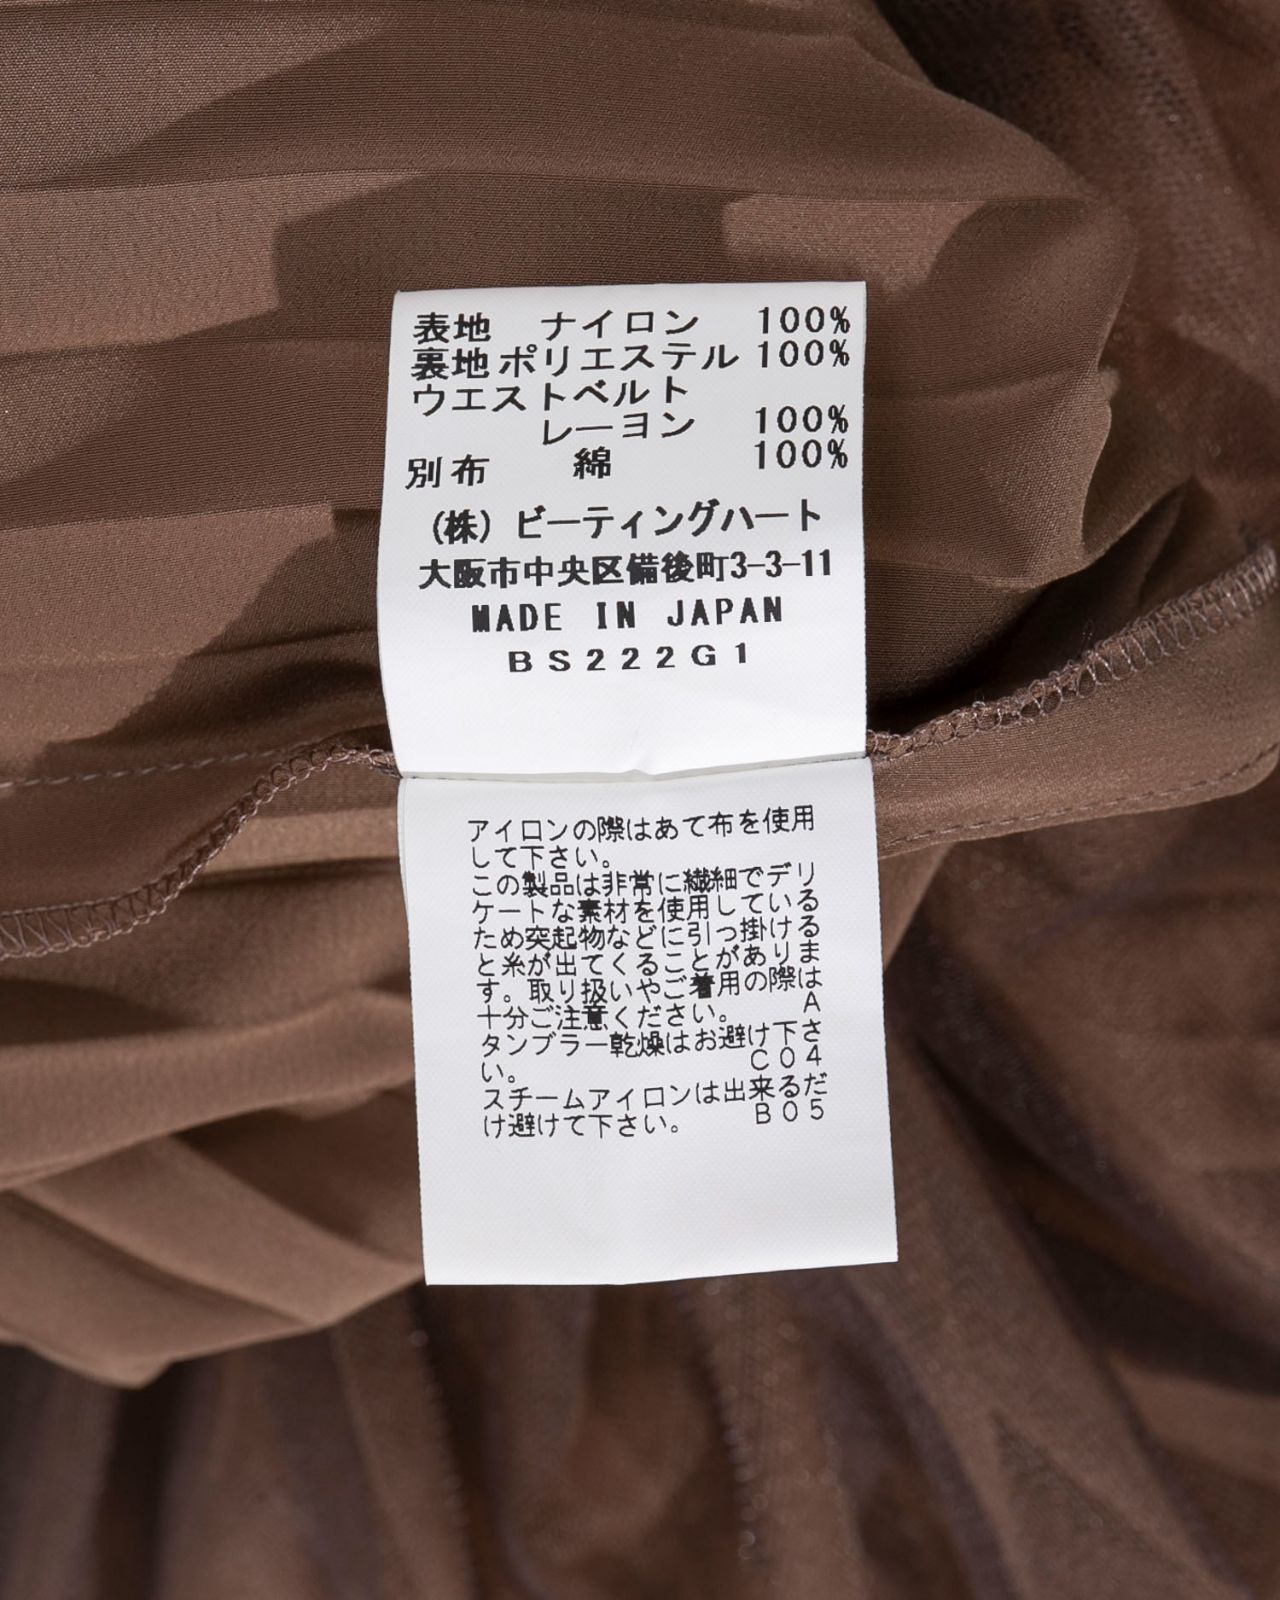 表地 ナイロン 100%
裏地 ポリエステル 100%
ウエストベルト
レーヨン 100%
別布 綿 100%
(株) ビーティングハート
大阪市中央区備後町3-3-11
MADE IN JAPAN
BS222G1
アイロンの際はあて布を使用
して下さい。
この製品は非常に繊細でデリ
ケートな素材を使用している
ため突起物などに引っ掛ける
と糸が出てくることがありま
す。取り扱いやご着用の際は
十分ご注意ください。 A
タンブラー乾燥はお避け下さ
い。 C04
スチームアイロンは出来るだ
け避けて下さい。 B05